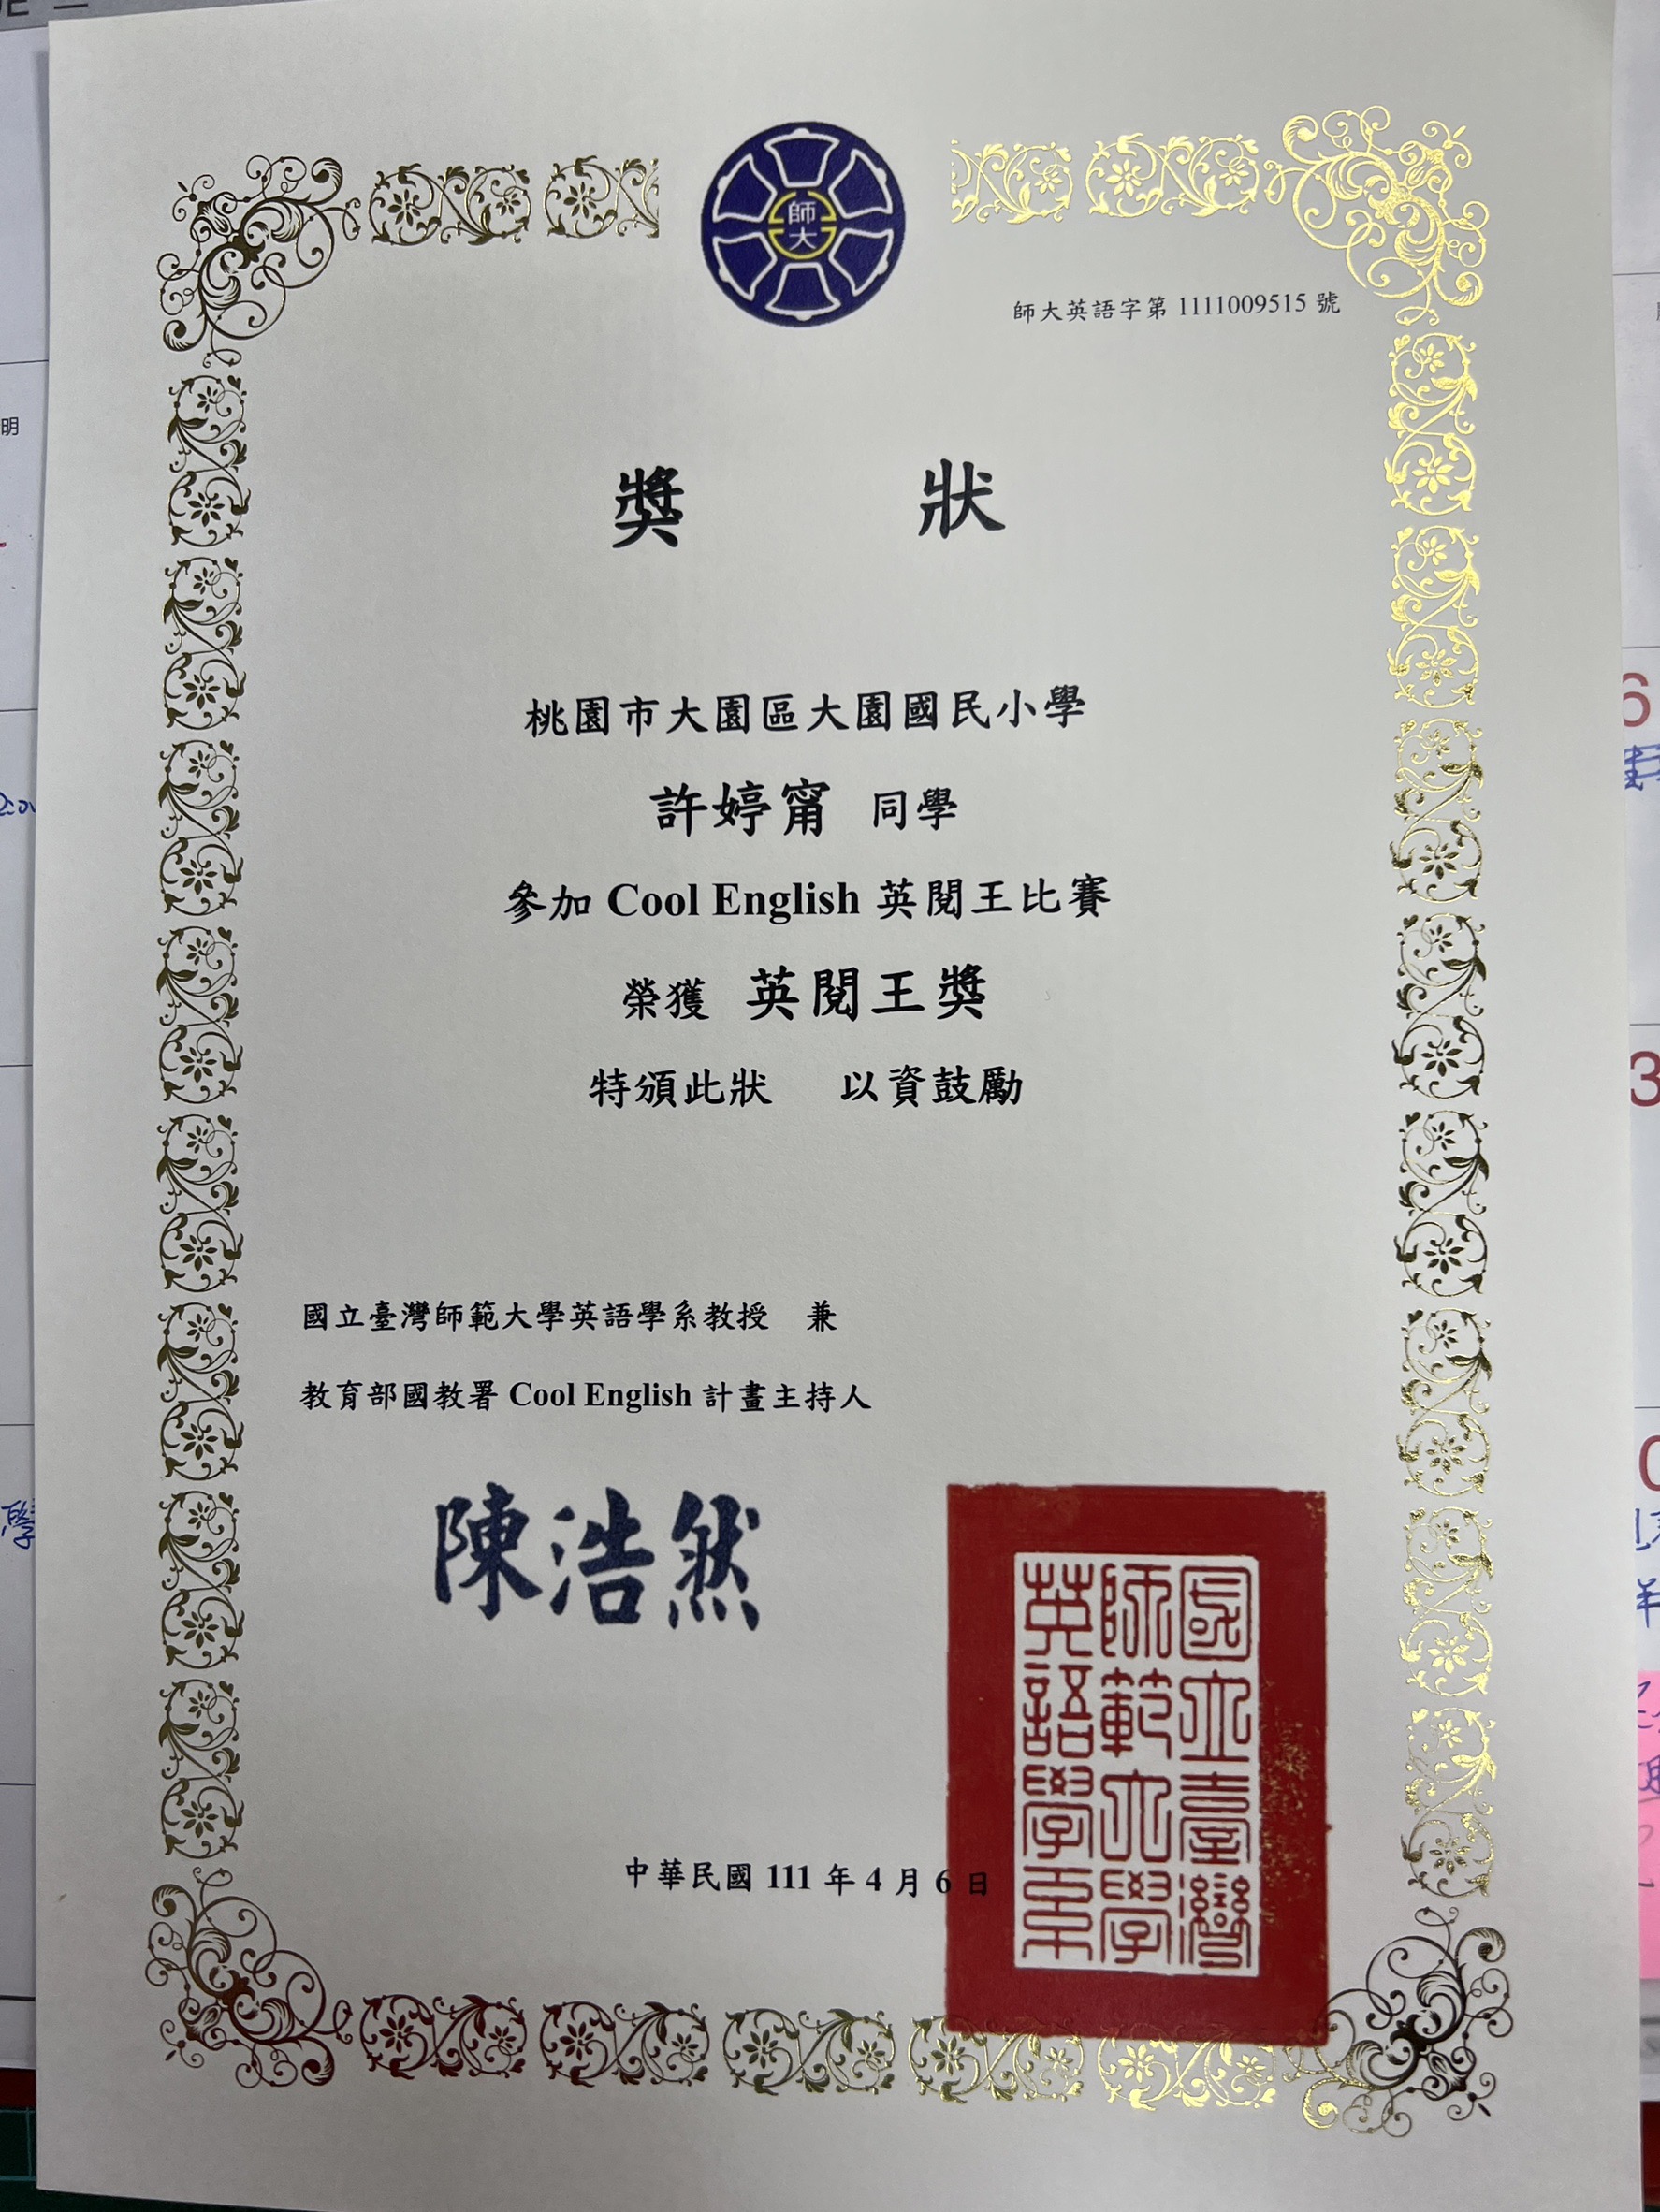 師大
師大英語字第 1111009515 號
獎 狀
桃園市大園區大園國民小學
許婷甯 同學
參加 Cool English 英閱王比賽
榮獲 英閱王獎
特頒此狀 以資鼓勵
國立臺灣師範大學英語學系教授 兼
教育部國教署 Cool English 計畫主持人
陳浩然
國立臺灣
師範大學
英語學系
中華民國 111 年 4 月 6 日
明
6
3
0